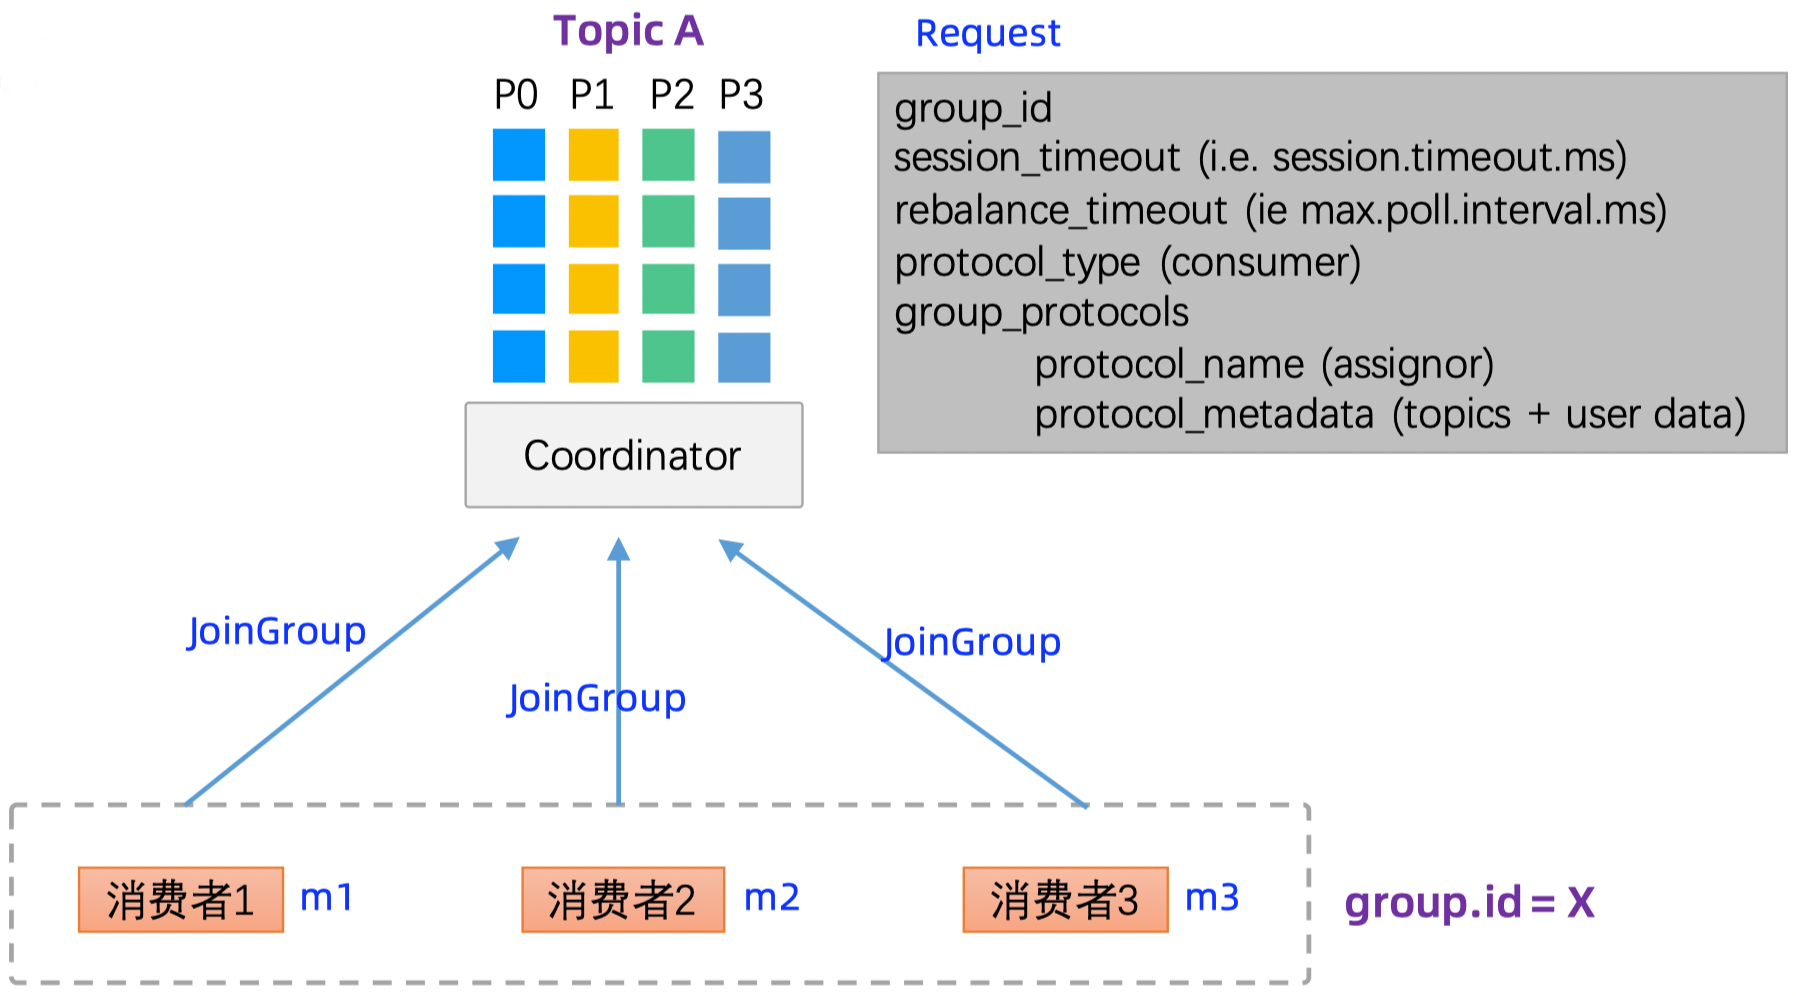 Topic A
Request
P0 P1 P2 P3
group_id
session_timeout (i.e. session.timeout.ms)
rebalance_timeout (ie max.poll.interval.ms)
protocol_type (consumer)
group_protocols
protocol_name (assignor)
protocol_metadata (topics + user data)
Coordinator
JoinGroup
JoinGroup
JoinGroup
消费者1 m1
消费者2 m2
消费者3 m3
group.id = X